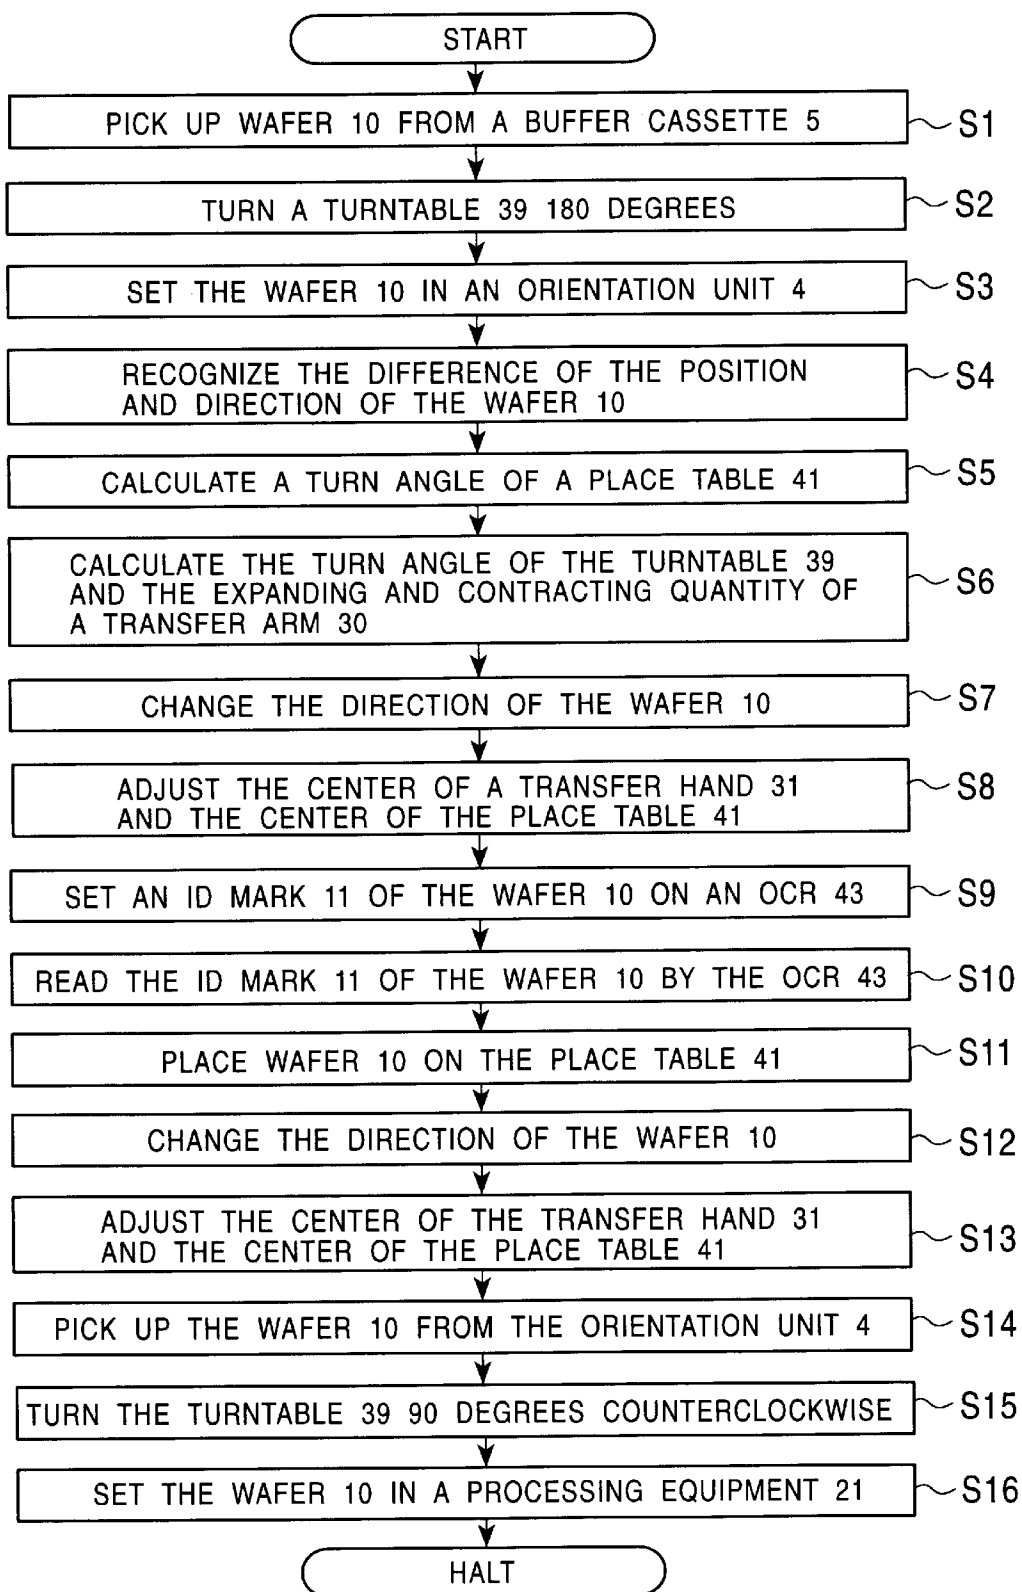 START
PICK UP WAFER 10 FROM A BUFFER CASSETTE 5
S1
TURN A TURNTABLE 39 180 DEGREES
S2
SET THE WAFER 10 IN AN ORIENTATION UNIT 4
S3
RECOGNIZE THE DIFFERENCE OF THE POSITION
AND DIRECTION OF THE WAFER 10
S4
CALCULATE A TURN ANGLE OF A PLACE TABLE 41
S5
CALCULATE THE TURN ANGLE OF THE TURNTABLE 39
AND THE EXPANDING AND CONTRACTING QUANTITY OF
A TRANSFER ARM 30
S6
CHANGE THE DIRECTION OF THE WAFER 10
S7
ADJUST THE CENTER OF A TRANSFER HAND 31
AND THE CENTER OF THE PLACE TABLE 41
S8
SET AN ID MARK 11 OF THE WAFER 10 ON AN OCR 43
S9
READ THE ID MARK 11 OF THE WAFER 10 BY THE OCR 43
S10
PLACE WAFER 10 ON THE PLACE TABLE 41
S11
CHANGE THE DIRECTION OF THE WAFER 10
S12
ADJUST THE CENTER OF THE TRANSFER HAND 31
AND THE CENTER OF THE PLACE TABLE 41
S13
PICK UP THE WAFER 10 FROM THE ORIENTATION UNIT 4
S14
TURN THE TURNTABLE 39 90 DEGREES COUNTERCLOCKWISE
S15
SET THE WAFER 10 IN A PROCESSING EQUIPMENT 21
S16
HALT